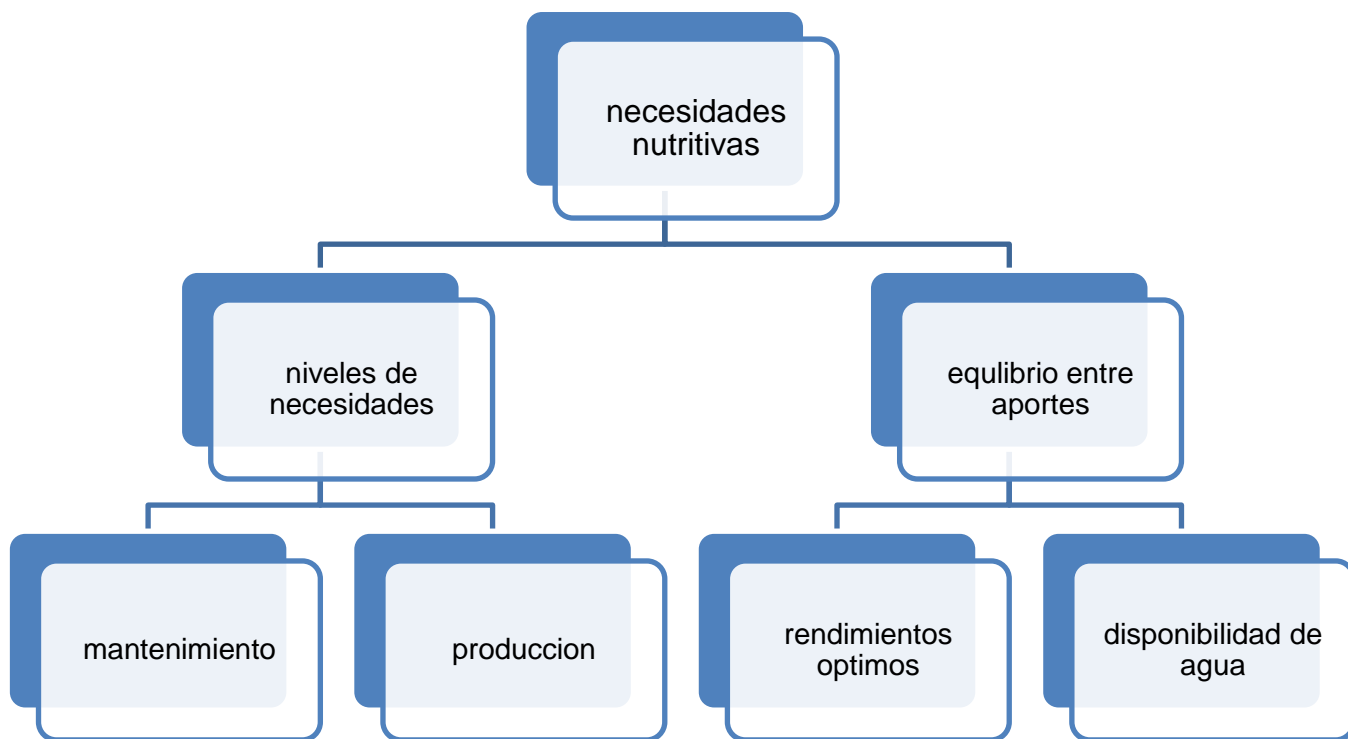 necesidades
nutritivas
niveles de
necesidades
equlibrio entre
aportes
mantenimiento
produccion
rendimientos
optimos
disponibilidad de
agua